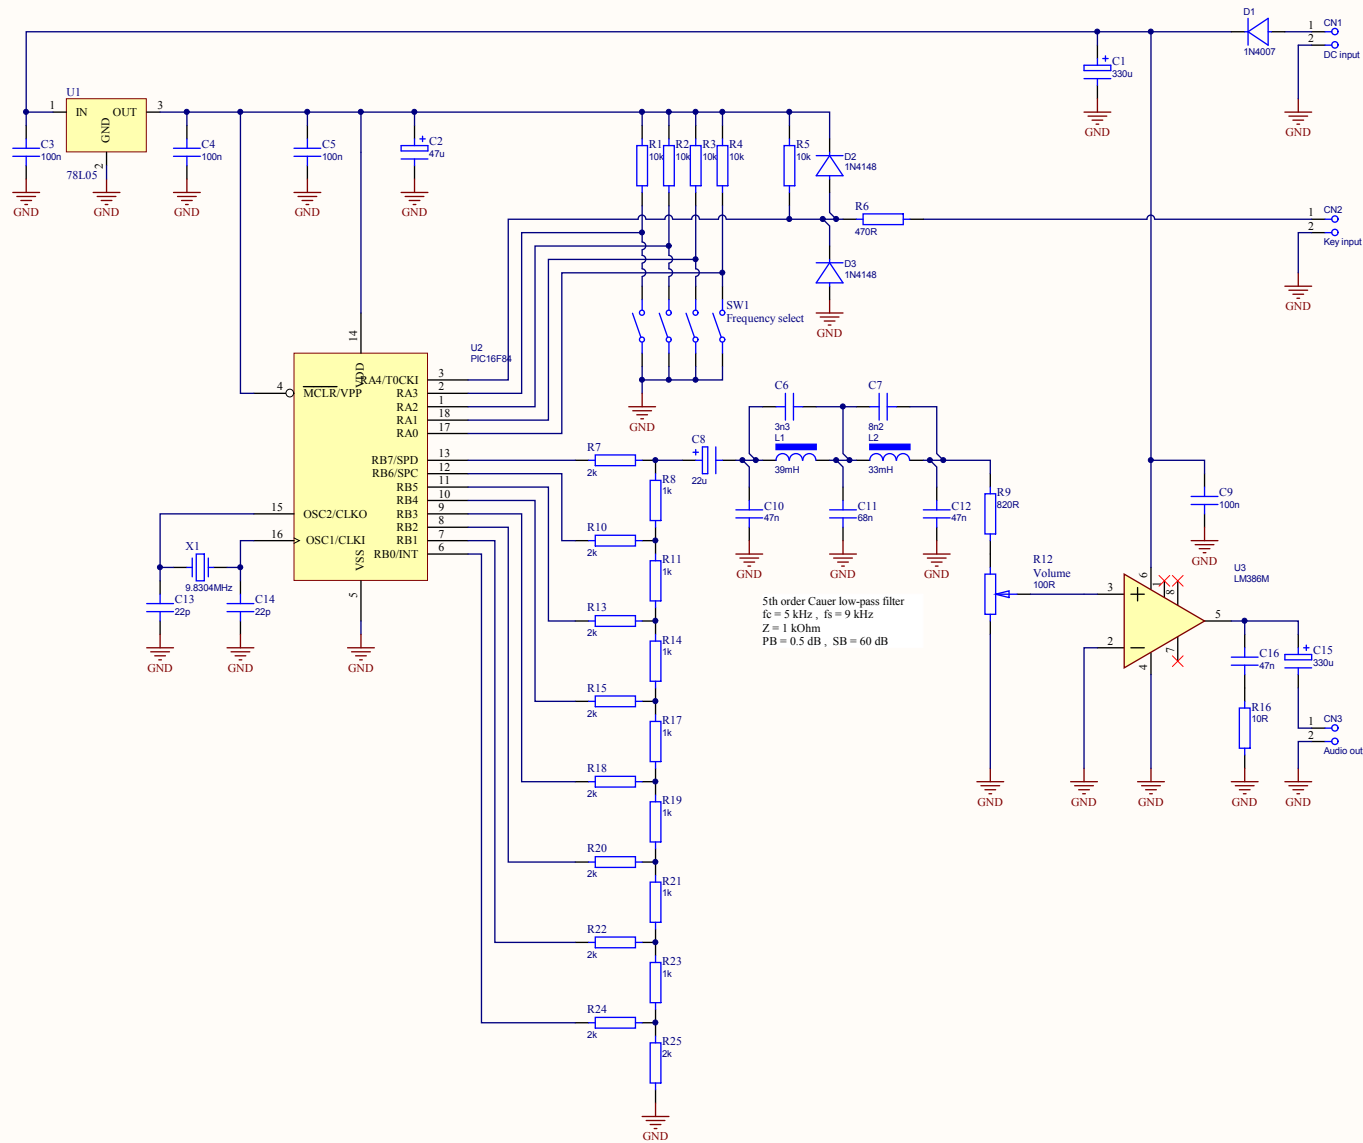 D1
1N4007
1
2
CN1
DC input
C1
330u
GND
GND
U1
1
IN
OUT
3
GND
2
78L05
C3
100n
GND
GND
C4
100n
GND
C5
100n
GND
C2
47u
GND
R1
10k
R2
10k
R3
10k
R4
10k
R5
10k
D2
1N4148
R6
470R
1
2
CN2
Key input
GND
D3
1N4148
GND
SW1
Frequency select
GND
U2
PIC16F84
14
VDD
4
MCLR/VPP
RA4/T0CKI
3
RA3
2
RA2
1
RA1
18
RA0
17
RB7/SPD
13
RB6/SPC
12
RB5
11
RB4
10
RB3
9
RB2
8
RB1
7
RB0/INT
6
15
OSC2/CLKO
16
OSC1/CLKI
VSS
5
GND
X1
9.8304MHz
C13
22p
GND
C14
22p
GND
R7
2k
C8
22u
C6
3n3
L1
39mH
C7
8n2
L2
33mH
C10
47n
GND
C11
68n
GND
C12
47n
GND
R9
820R
R12
Volume
100R
GND
5th order Cauer low-pass filter
fc = 5 kHz , fs = 9 kHz
Z = 1 kOhm
PB = 0.5 dB , SB = 60 dB
R8
1k
R10
2k
R11
1k
R13
2k
R14
1k
R15
2k
R17
1k
R18
2k
R19
1k
R20
2k
R21
1k
R22
2k
R23
1k
R24
2k
R25
2k
GND
C9
100n
GND
U3
LM386M
6
1
8
3
2
4
7
5
GND
GND
C16
47n
R16
10R
GND
C15
330u
1
2
CN3
Audio out
GND